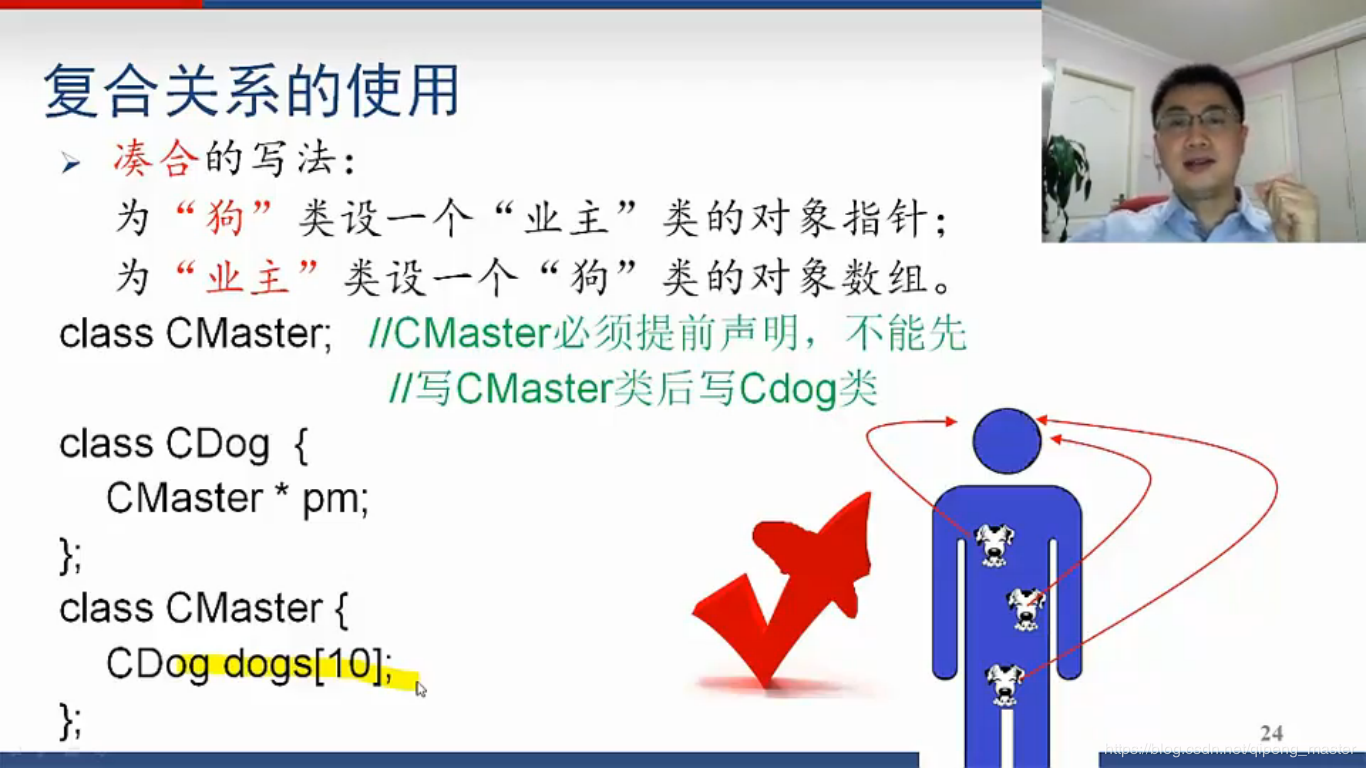 复合关系的使用
凑合的写法：
为“狗”类设一个“业主”类的对象指针；
为“业主”类设一个“狗”类的对象数组。
class CMaster; //CMaster必须提前声明，不能先
//写CMaster类后写Cdog类
class CDog {
CMaster * pm;
};
class CMaster {
CDog dogs[10];
};
24
https://blog.csdn.net/qipeng_master